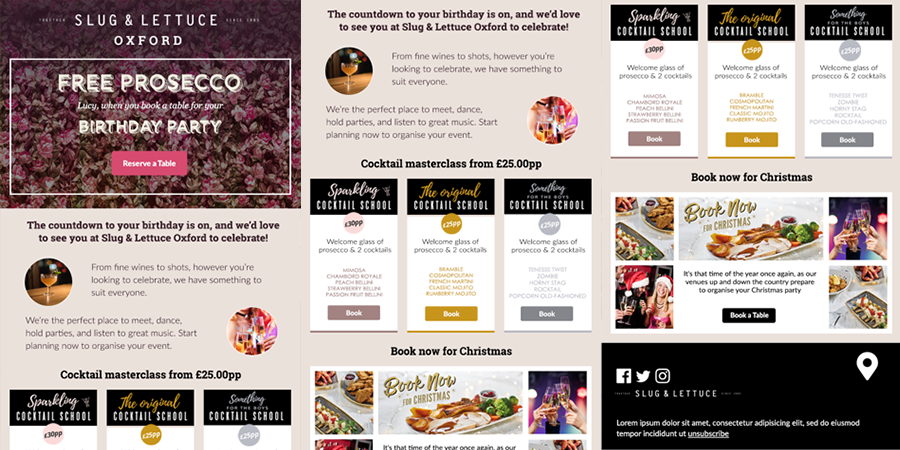 TOGETHER SLUG & LETTUCE SINCE 1985
OXFORD
FREE PROSECCO
Lucy, when you book a table for your
BIRTHDAY PARTY
Reserve a Table
The countdown to your birthday is on, and we'd love
to see you at Slug & Lettuce Oxford to celebrate!
From fine wines to shots, however you're
looking to celebrate, we have something to
suit everyone.
We're the perfect place to meet, dance,
hold parties, and listen to great music. Start
planning now to organise your event.
Cocktail masterclass from £25.00pp
Sparkling
COCKTAIL SCHOOL
£30pp
The original
COCKTAIL SCHOOL
£25pp
Something
FOR THE BOYS
COCKTAIL SCHOOL
£25pp
The countdown to your birthday is on, and we'd love
to see you at Slug & Lettuce Oxford to celebrate!
From fine wines to shots, however you're
looking to celebrate, we have something to
suit everyone.
We're the perfect place to meet, dance,
hold parties, and listen to great music. Start
planning now to organise your event.
Cocktail masterclass from £25.00pp
Sparkling
COCKTAIL SCHOOL
£30pp
Welcome glass of
prosecco & 2 cocktails
MIMOSA
CHAMBORD ROYALE
PEACH BELLINI
STRAWBERRY BELLINI
PASSION FRUIT BELLINI
Book
The original
COCKTAIL SCHOOL
£25pp
Welcome glass of
prosecco & 2 cocktails
BRAMBLE
COSMOPOLITAN
FRENCH MARTINI
CLASSIC MOJITO
RUMBERRY MOJITO
Book
Something
FOR THE BOYS
COCKTAIL SCHOOL
£25pp
Welcome glass of
prosecco & 2 cocktails
TENESSE TWIST
ZOMBIE
HORNY STAG
ROCKTAIL
POPCORN OLD-FASHIONED
Book
Book now for Christmas
Book Now
FOR CHRISTMAS
It's that time of the year once again, as our
Sparkling
COCKTAIL SCHOOL
£30pp
Welcome glass of
prosecco & 2 cocktails
MIMOSA
CHAMBORD ROYALE
PEACH BELLINI
STRAWBERRY BELLINI
PASSION FRUIT BELLINI
Book
The original
COCKTAIL SCHOOL
£25pp
Welcome glass of
prosecco & 2 cocktails
BRAMBLE
COSMOPOLITAN
FRENCH MARTINI
CLASSIC MOJITO
RUMBERRY MOJITO
Book
Something
FOR THE BOYS
COCKTAIL SCHOOL
£25pp
Welcome glass of
prosecco & 2 cocktails
TENESSE TWIST
ZOMBIE
HORNY STAG
ROCKTAIL
POPCORN OLD-FASHIONED
Book
Book now for Christmas
Book Now
FOR CHRISTMAS
It's that time of the year once again, as our
venues up and down the country prepare
to organise your Christmas party
Book a Table
TOGETHER SLUG & LETTUCE SINCE 1985
Lorem ipsum dolor sit amet, consectetur adipisicing elit, sed do eiusmod
tempor incididunt ut unsubscribe